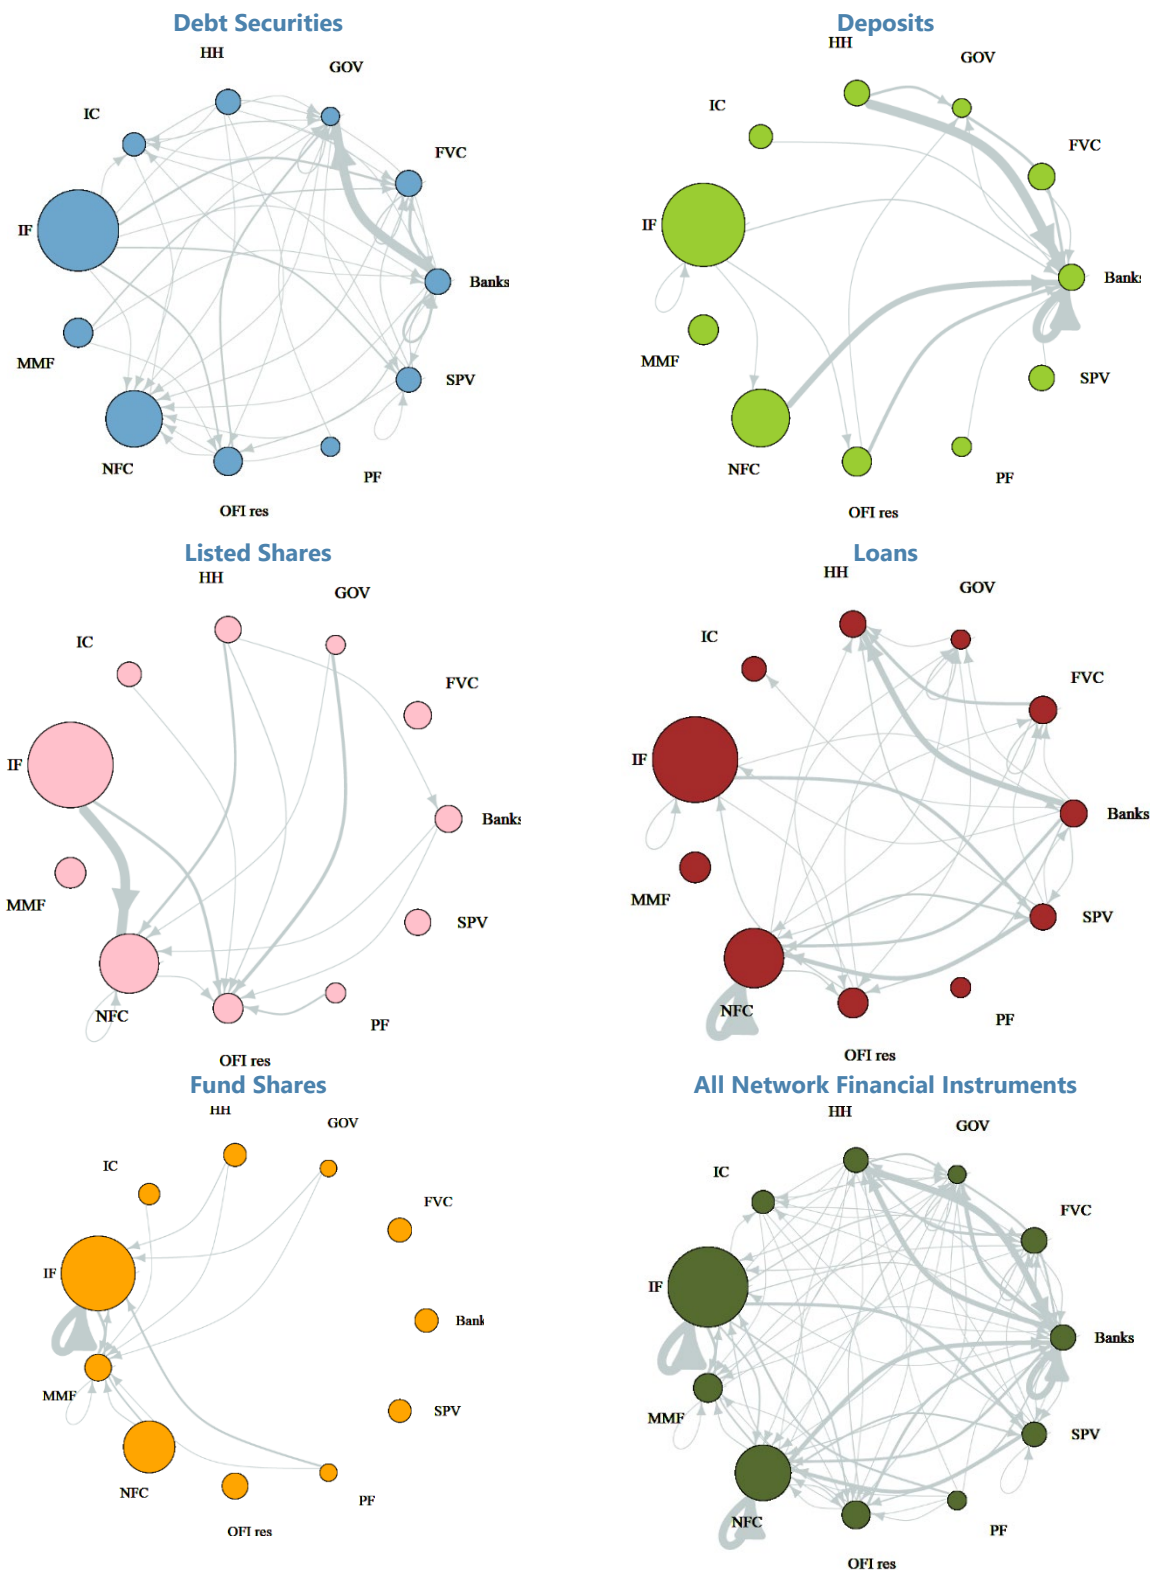 Debt Securities
HH
GOV
IC
FVC
IF
Banks
MMF
SPV
NFC
PF
OFI res
Deposits
HH
GOV
IC
FVC
IF
Banks
MMF
SPV
NFC
PF
OFI res
Listed Shares
HH
GOV
IC
FVC
IF
Banks
MMF
SPV
NFC
PF
OFI res
Loans
HH
GOV
IC
FVC
IF
Banks
MMF
SPV
NFC
PF
OFI res
Fund Shares
HH
GOV
IC
FVC
IF
Bank
MMF
SPV
NFC
PF
OFI res
All Network Financial Instruments
HH
GOV
IC
FVC
IF
Banks
MMF
SPV
NFC
PF
OFI res